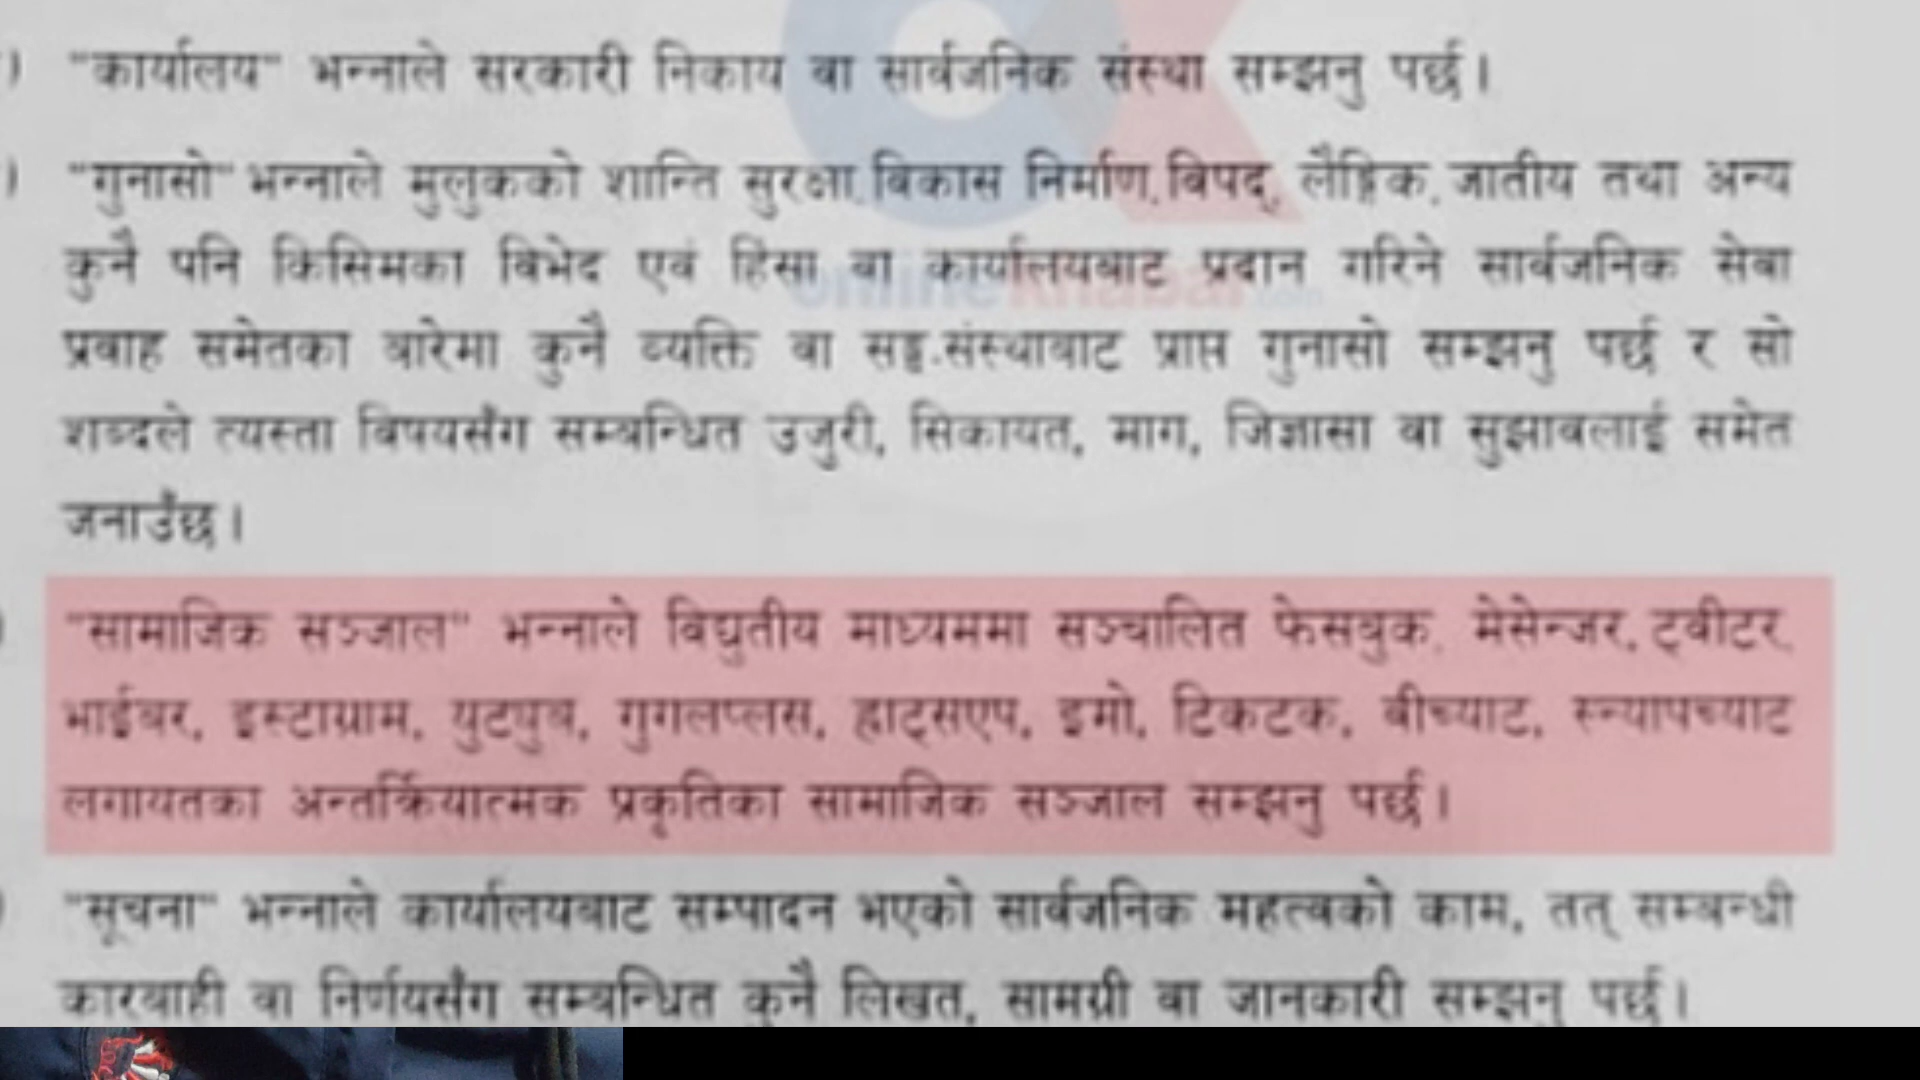 "कार्यालय" भन्नाले सरकारी निकाय वा सार्वजनिक संस्था सम्झनु पर्छ।
"गुनासो" भन्नाले मुलुकको शान्ति सुरक्षा, विकास निर्माण, विपद्, लैङ्गिक, जातीय तथा अन्य
कुनै पनि किसिमका विभेद एवं हिंसा वा कार्यालयबाट प्रदान गरिने सार्वजनिक सेवा
प्रवाह समेतका बारेमा कुनै व्यक्ति वा सङ्घ.संस्थाबाट प्राप्त गुनासो सम्झनु पर्छ र सो
शब्दले त्यस्ता विषयसँग सम्बन्धित उजुरी, सिकायत, माग, जिज्ञासा वा सुझावलाई समेत
जनाउँछ।
"सामाजिक सञ्जाल" भन्नाले विद्युतीय माध्यममा सञ्चालित फेसबुक, मेसेन्जर, ट्वीटर,
भाईबर, इस्टाग्राम, युटयुब, गुगलप्लस, ह्वाट्सएप, इमो, टिकटक, बीच्याट, स्न्यापच्याट
लगायतका अन्तर्क्रियात्मक प्रकृतिका सामाजिक सञ्जाल सम्झनु पर्छ।
"सूचना" भन्नाले कार्यालयबाट सम्पादन भएको सार्वजनिक महत्वको काम, तत् सम्बन्धी
कारबाही वा निर्णयसँग सम्बन्धित कुनै लिखत, सामग्री वा जानकारी सम्झनु पर्छ।